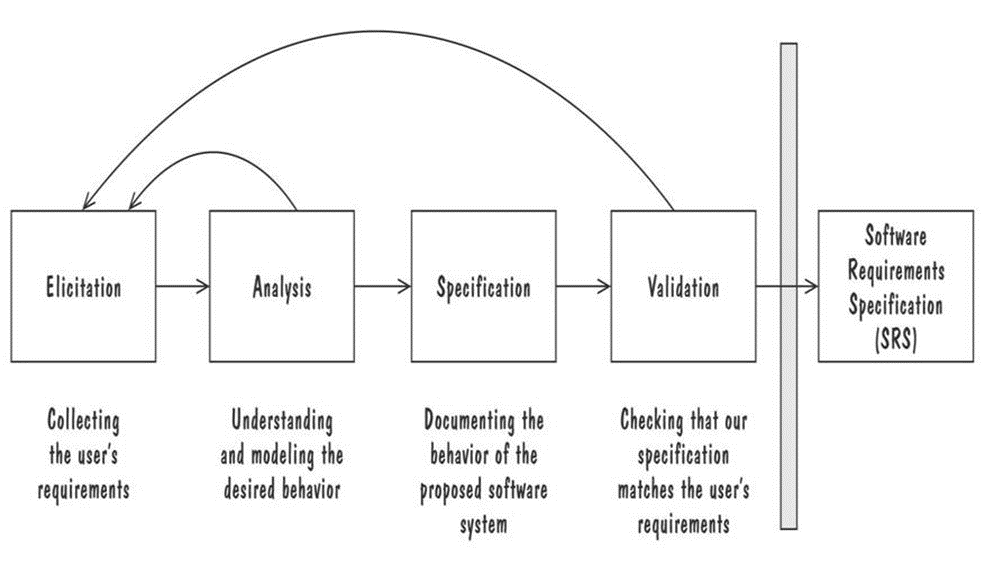 Elicitation
Analysis
Specification
Validation
Software
Requirements
Specification
(SRS)
Collecting
the user's
requirements
Understanding
and modeling the
desired behavior
Documenting the
behavior of the
proposed software
system
Checking that our
specification
matches the user's
requirements